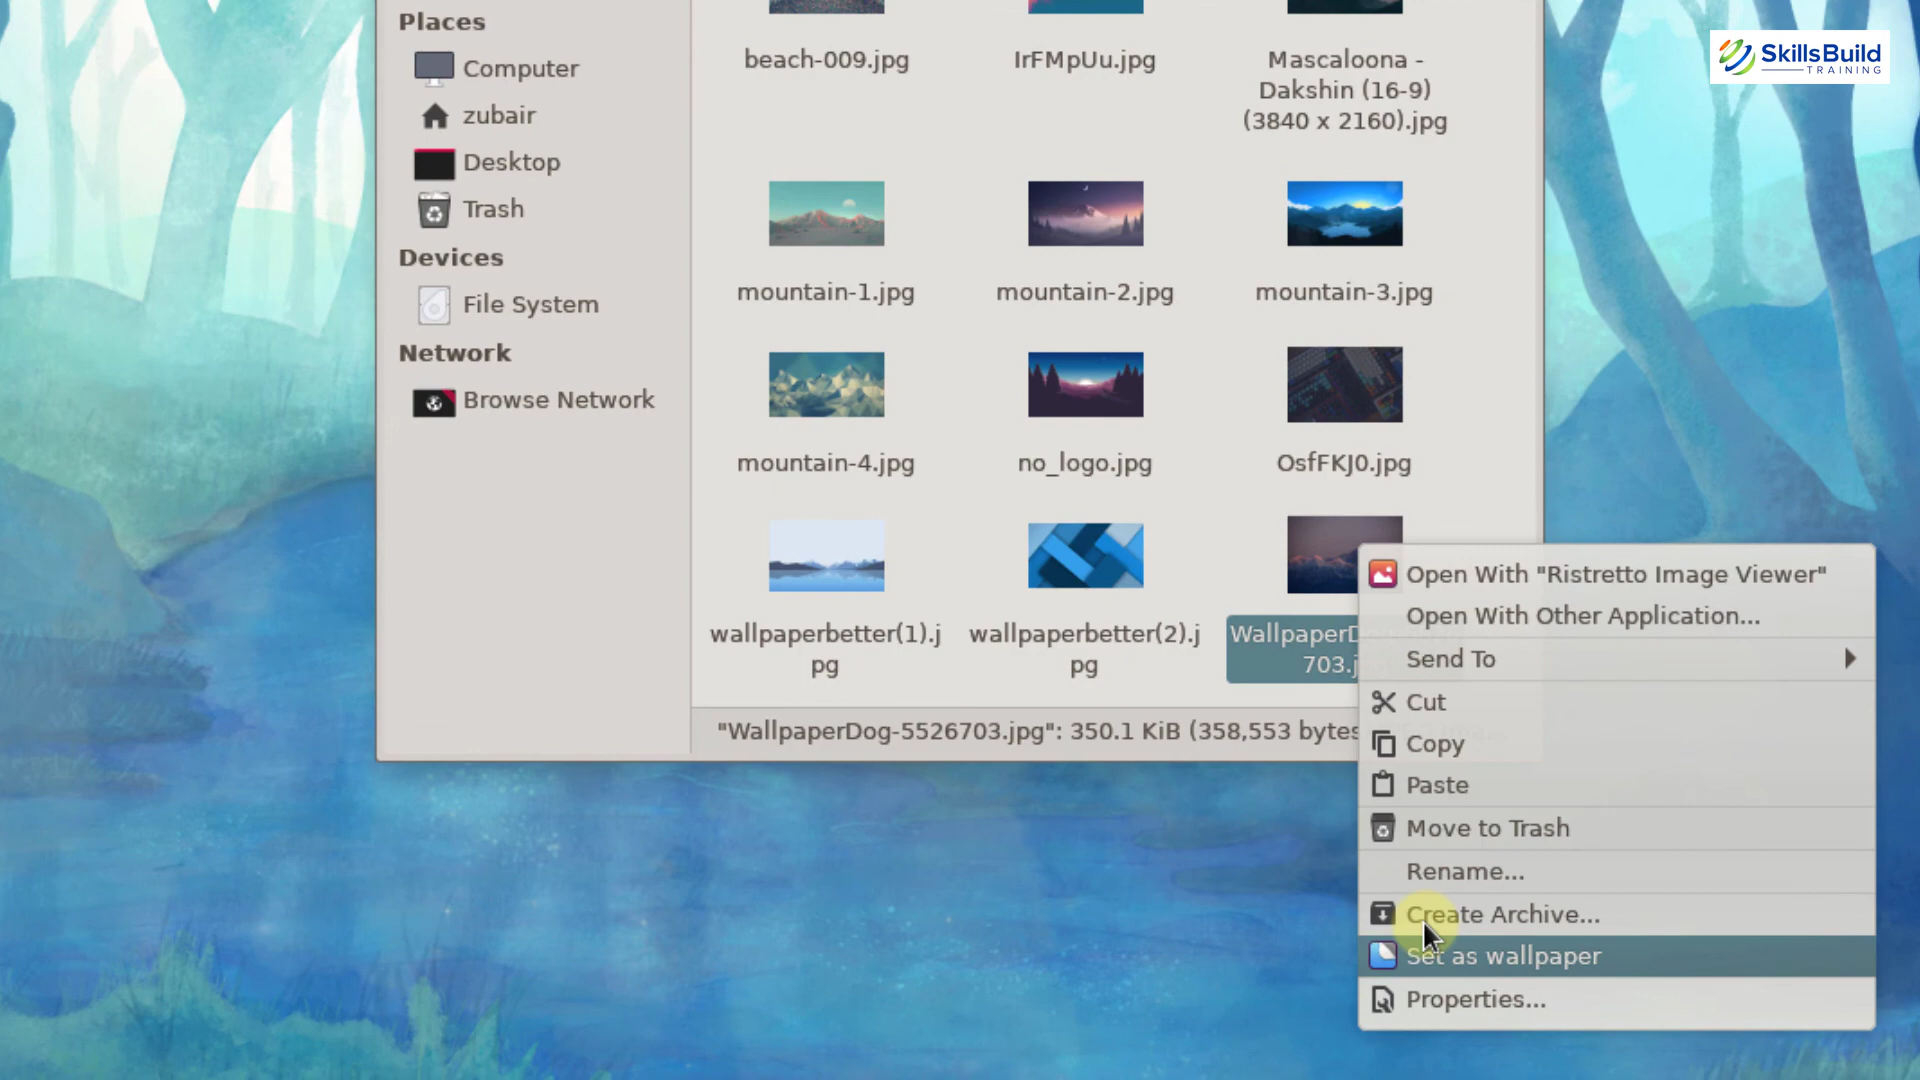 Places
Computer
zubair
Desktop
Trash
Devices
File System
Network
Browse Network
beach-009.jpg
IrFMpUu.jpg
Mascaloona -
Dakshin (16-9)
(3840 x 2160).jpg
mountain-1.jpg
mountain-2.jpg
mountain-3.jpg
mountain-4.jpg
no_logo.jpg
OsfFKJ0.jpg
wallpaperbetter(1).j
pg
wallpaperbetter(2).j
pg
WallpaperD
703.j
"WallpaperDog-5526703.jpg": 350.1 KiB (358,553 bytes
Open With "Ristretto Image Viewer"
Open With Other Application...
Send To
Cut
Copy
Paste
Move to Trash
Rename...
Create Archive...
Set as wallpaper
Properties...
SkillsBuild
TRAINING